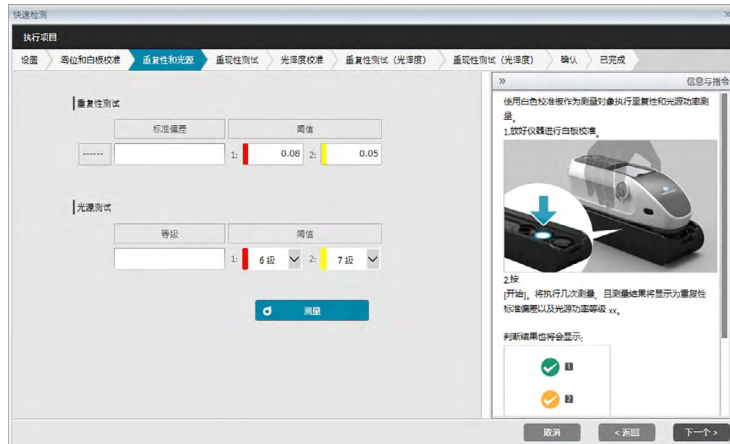 快速检测
执行项目
设置 零位和白板校准 重复性和光源 重现性测试 光泽度校准 重复性测试（光泽度） 重现性测试（光泽度） 确认 已完成
重复性测试
标准偏差 阈值
------ 1: 0.08 2: 0.05
光源测试
等级 阈值
1: 6 级 2: 7 级
测量
» 信息与指令
使用白色校准板作为测量对象执行重复性和光源功率测
量。
1.放好仪器进行白板校准。
2.按
[开始]。将执行几次测量，且测量结果将显示为重复性
标准偏差以及光源功率等级 xx。
判断结果也将会显示:
1
2
取消 < 返回 下一个 >